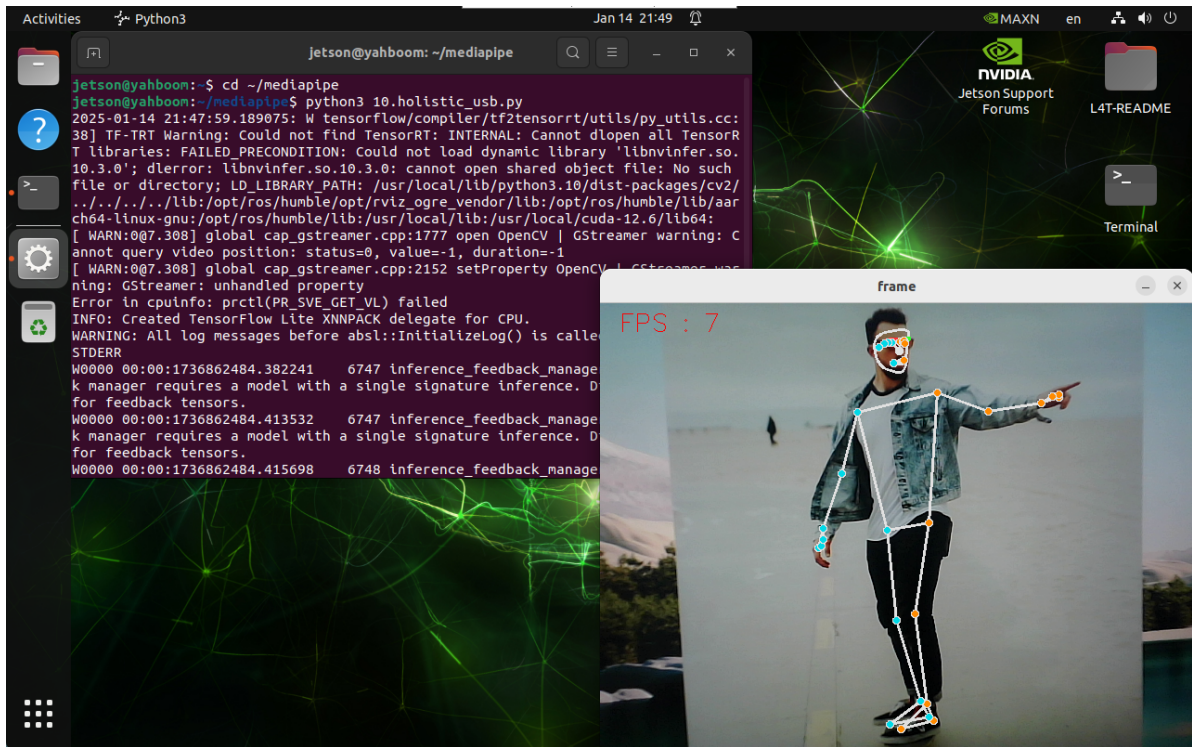 Activities
Python3
Jan 14 21:49
MAXN
en
jetson@yahboom: ~/mediapipe
jetson@yahboom:~$ cd ~/mediapipe
jetson@yahboom:~/mediapipe$ python3 10.holistic_usb.py
2025-01-14 21:47:59.189075: W tensorflow/compiler/tf2tensorrt/utils/py_utils.cc:
38] TF-TRT Warning: Could not find TensorRT: INTERNAL: Cannot dlopen all TensorR
T libraries: FAILED_PRECONDITION: Could not load dynamic library 'libnvinfer.so.
10.3.0'; dlerror: libnvinfer.so.10.3.0: cannot open shared object file: No such
file or directory; LD_LIBRARY_PATH: /usr/local/lib/python3.10/dist-packages/cv2/
../../../../lib:/opt/ros/humble/opt/rviz_ogre_vendor/lib:/opt/ros/humble/lib/aar
ch64-linux-gnu:/opt/ros/humble/lib:/usr/local/lib:/usr/local/cuda-12.6/lib64:
[ WARN:0@7.308] global cap_gstreamer.cpp:1777 open OpenCV | GStreamer warning: C
annot query video position: status=0, value=-1, duration=-1
[ WARN:0@7.308] global cap_gstreamer.cpp:2152 setProperty OpenCV | GStreamer war
ning: GStreamer: unhandled property
Error in cpuinfo: prctl(PR_SVE_GET_VL) failed
INFO: Created TensorFlow Lite XNNPACK delegate for CPU.
WARNING: All log messages before absl::InitializeLog() is calle
STDERR
W0000 00:00:1736862484.382241    6747 inference_feedback_manage
k manager requires a model with a single signature inference. D
for feedback tensors.
W0000 00:00:1736862484.413532    6747 inference_feedback_manage
k manager requires a model with a single signature inference. D
for feedback tensors.
W0000 00:00:1736862484.415698    6748 inference_feedback_manage
NVIDIA.
Jetson Support
Forums
L4T-README
>_
Terminal
frame
FPS : 7